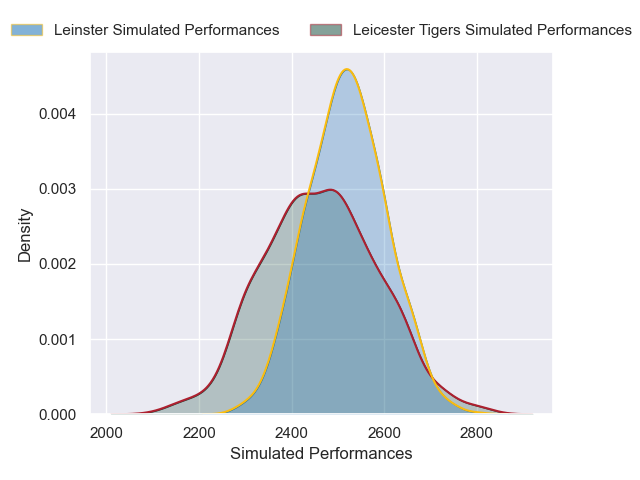 Leinster Simulated Performances Leicester Tigers Simulated Performances
0.004
0.003
0.002
0.001
0.000
Density
2000 2200 2400 2600 2800
Simulated Performances